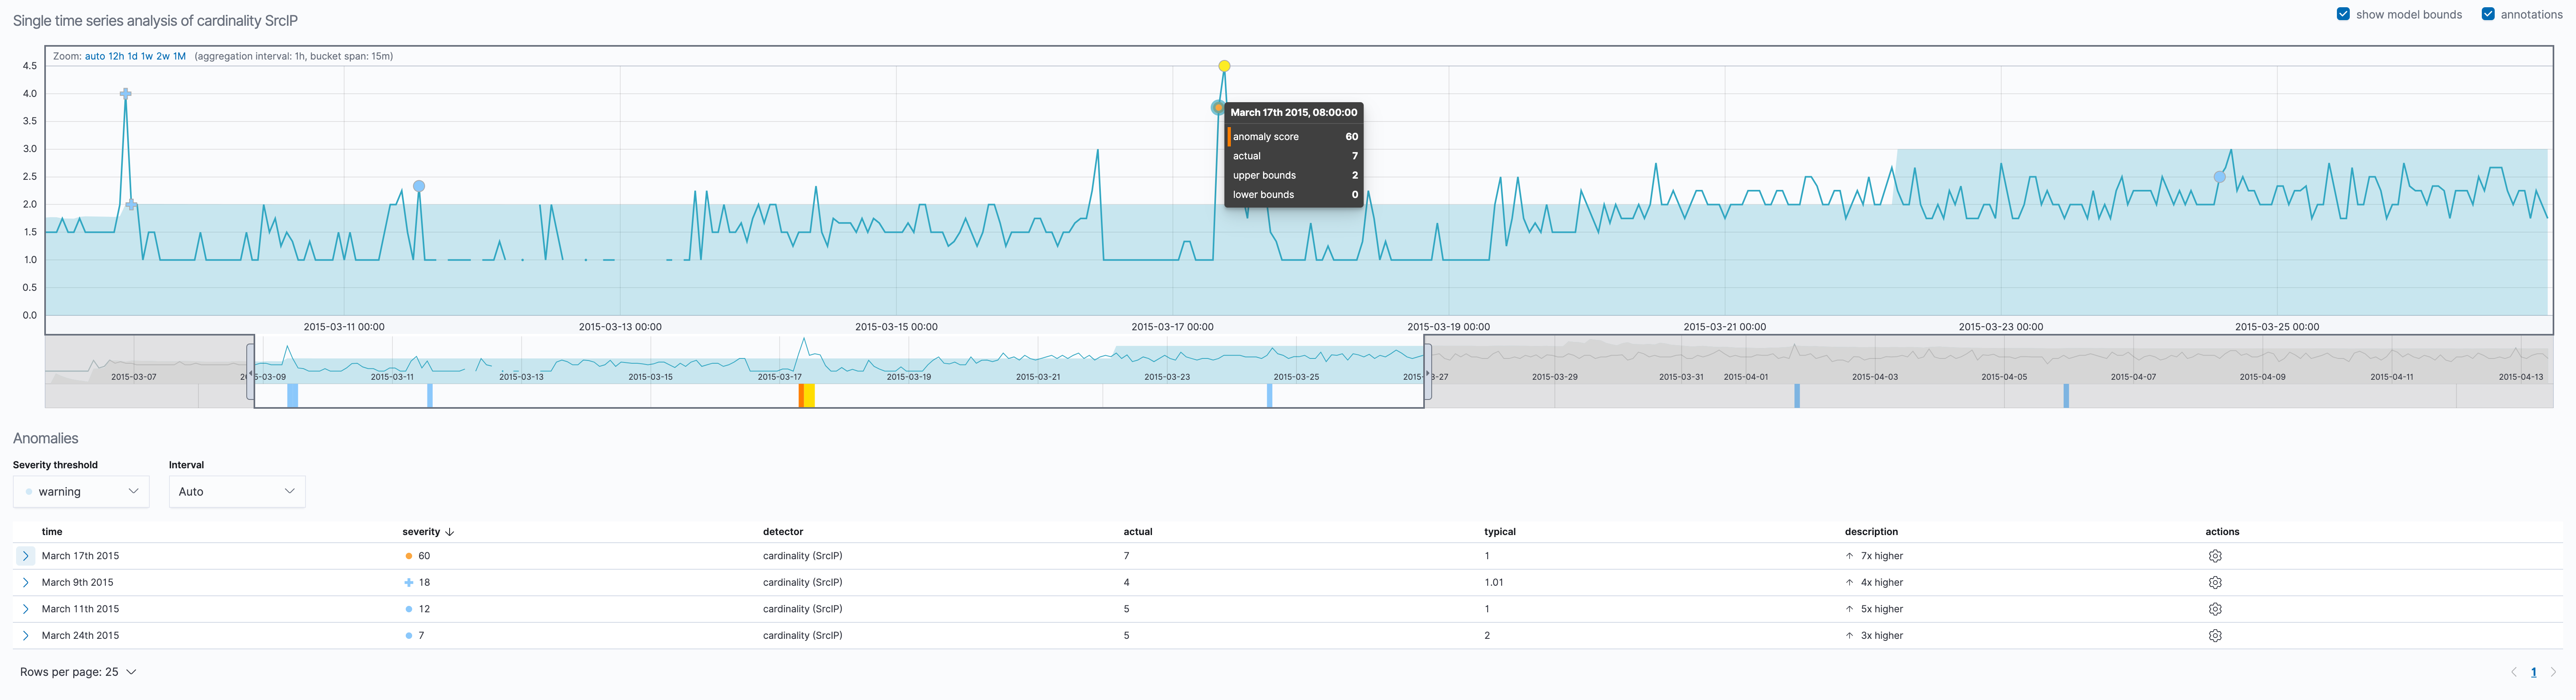 Single time series analysis of cardinality SrcIP
show model bounds annotations
Zoom: auto 12h 1d 1w 2w 1M (aggregation interval: 1h, bucket span: 15m)
4.5
4.0
3.5
3.0
2.5
2.0
1.5
1.0
0.5
0.0
March 17th 2015, 08:00:00
anomaly score 60
actual 7
upper bounds 2
lower bounds 0
2015-03-11 00:00 2015-03-13 00:00 2015-03-15 00:00 2015-03-17 00:00 2015-03-19 00:00 2015-03-21 00:00 2015-03-23 00:00 2015-03-25 00:00
2015-03-07 5-03-09 2015-03-11 2015-03-13 2015-03-15 2015-03-17 2015-03-19 2015-03-21 2015-03-23 2015-03-25 2015- -27 2015-03-29 2015-03-31 2015-04-01 2015-04-03 2015-04-05 2015-04-07 2015-04-09 2015-04-11 2015-04-13
Anomalies
Severity threshold Interval
warning Auto
time severity ↓ detector actual typical description actions
March 17th 2015 60 cardinality (SrcIP) 7 1 ↑ 7x higher
March 9th 2015 18 cardinality (SrcIP) 4 1.01 ↑ 4x higher
March 11th 2015 12 cardinality (SrcIP) 5 1 ↑ 5x higher
March 24th 2015 7 cardinality (SrcIP) 5 2 ↑ 3x higher
Rows per page: 25 1